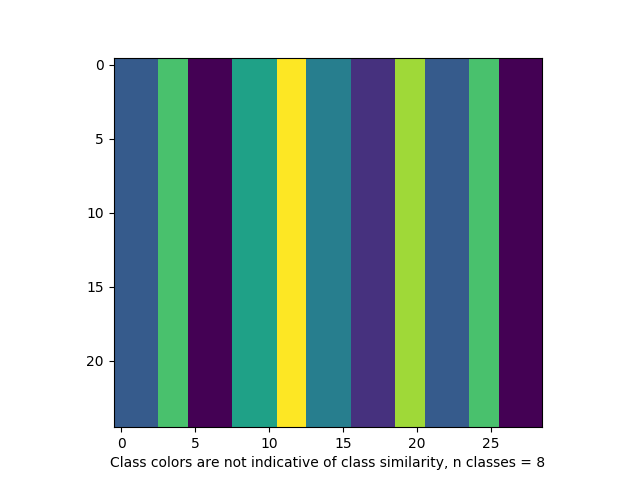 0
5
10
15
20
0 5 10 15 20 25
Class colors are not indicative of class similarity, n classes = 8